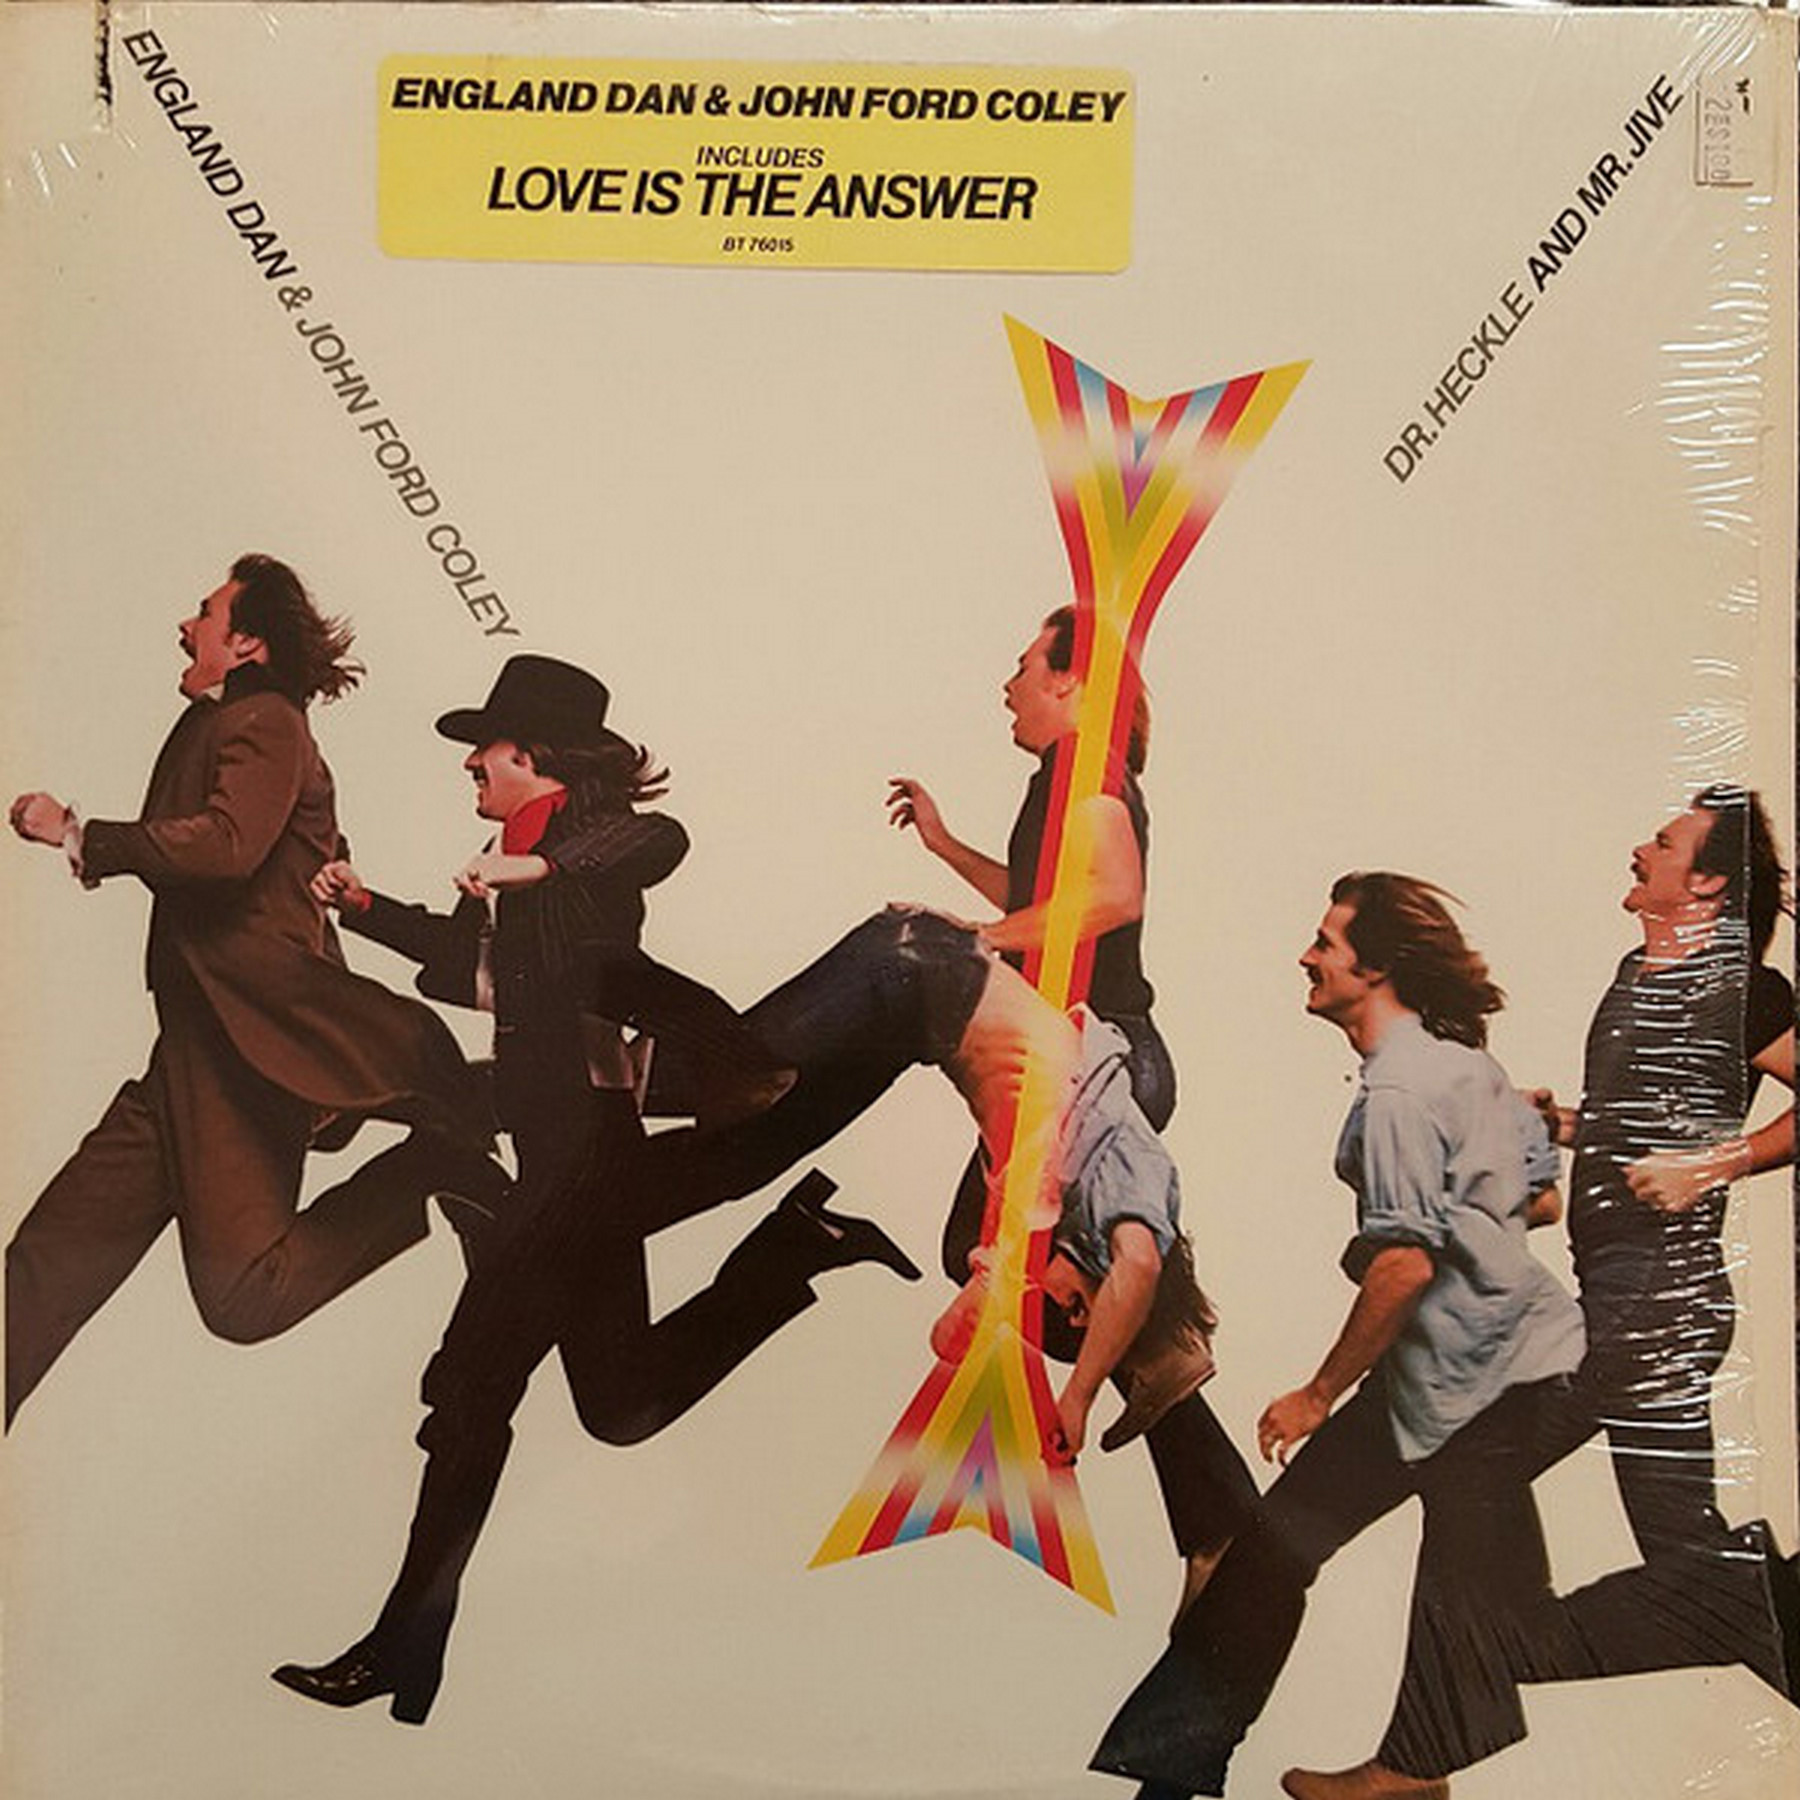 ENGLAND DAN & JOHN FORD COLEY
ENGLAND DAN & JOHN FORD COLEY
INCLUDES
LOVE IS THE ANSWER
BT 76015
DR. HECKLE AND MR. JIVE